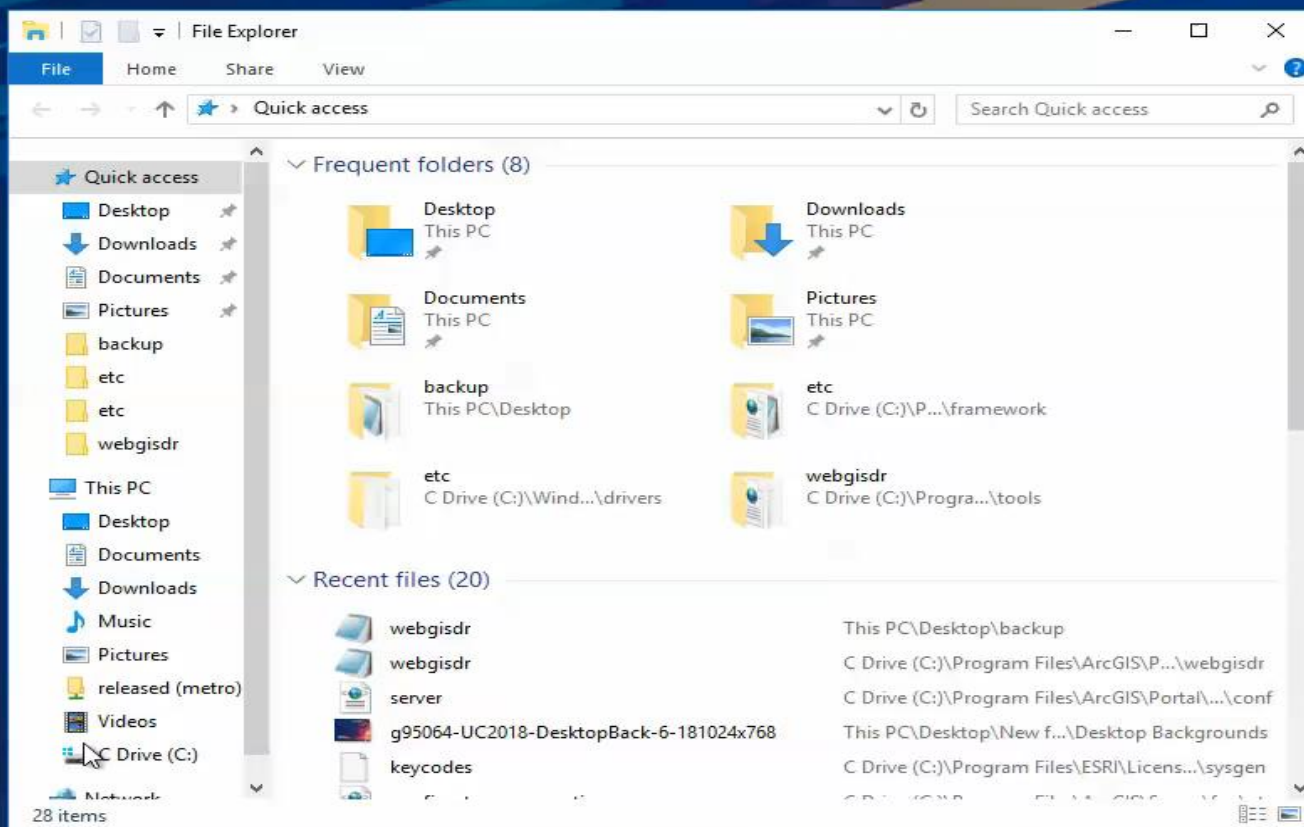 File Explorer
File Home Share View
Quick access
Search Quick access
Quick access
Desktop
Downloads
Documents
Pictures
backup
etc
etc
webgisdr
This PC
Desktop
Documents
Downloads
Music
Pictures
released (metro)
Videos
C Drive (C:)
Network
Frequent folders (8)
Desktop
This PC
Downloads
This PC
Documents
This PC
Pictures
This PC
backup
This PC\Desktop
etc
C Drive (C:)\P...\framework
etc
C Drive (C:)\Wind...\drivers
webgisdr
C Drive (C:)\Progra...\tools
Recent files (20)
webgisdr This PC\Desktop\backup
webgisdr C Drive (C:)\Program Files\ArcGIS\P...\webgisdr
server C Drive (C:)\Program Files\ArcGIS\Portal\...\conf
g95064-UC2018-DesktopBack-6-181024x768 This PC\Desktop\New f...\Desktop Backgrounds
keycodes C Drive (C:)\Program Files\ESRI\Licens...\sysgen
28 items